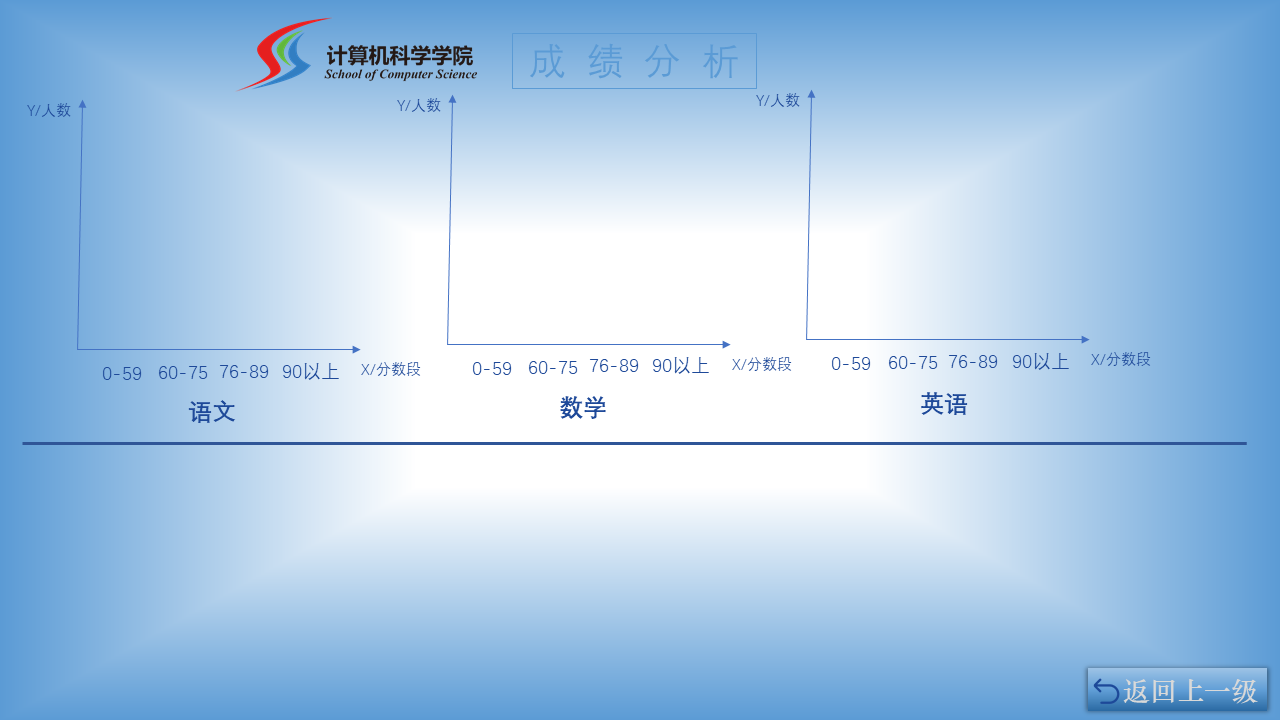 计算机科学学院
School of Computer Science
成绩分析
Y/人数
0-59 60-75 76-89 90以上 X/分数段
语文
Y/人数
0-59 60-75 76-89 90以上 X/分数段
数学
Y/人数
0-59 60-75 76-89 90以上 X/分数段
英语
返回上一级